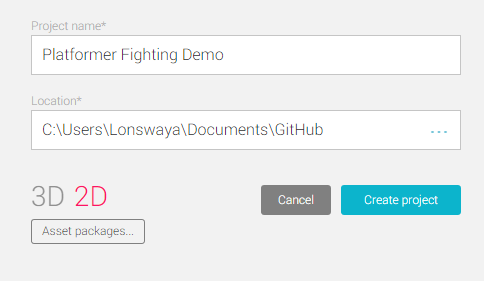 Project name*
Platformer Fighting Demo
Location*
C:\Users\Lonswaya\Documents\GitHub
3D 2D
Cancel
Create project
Asset packages...